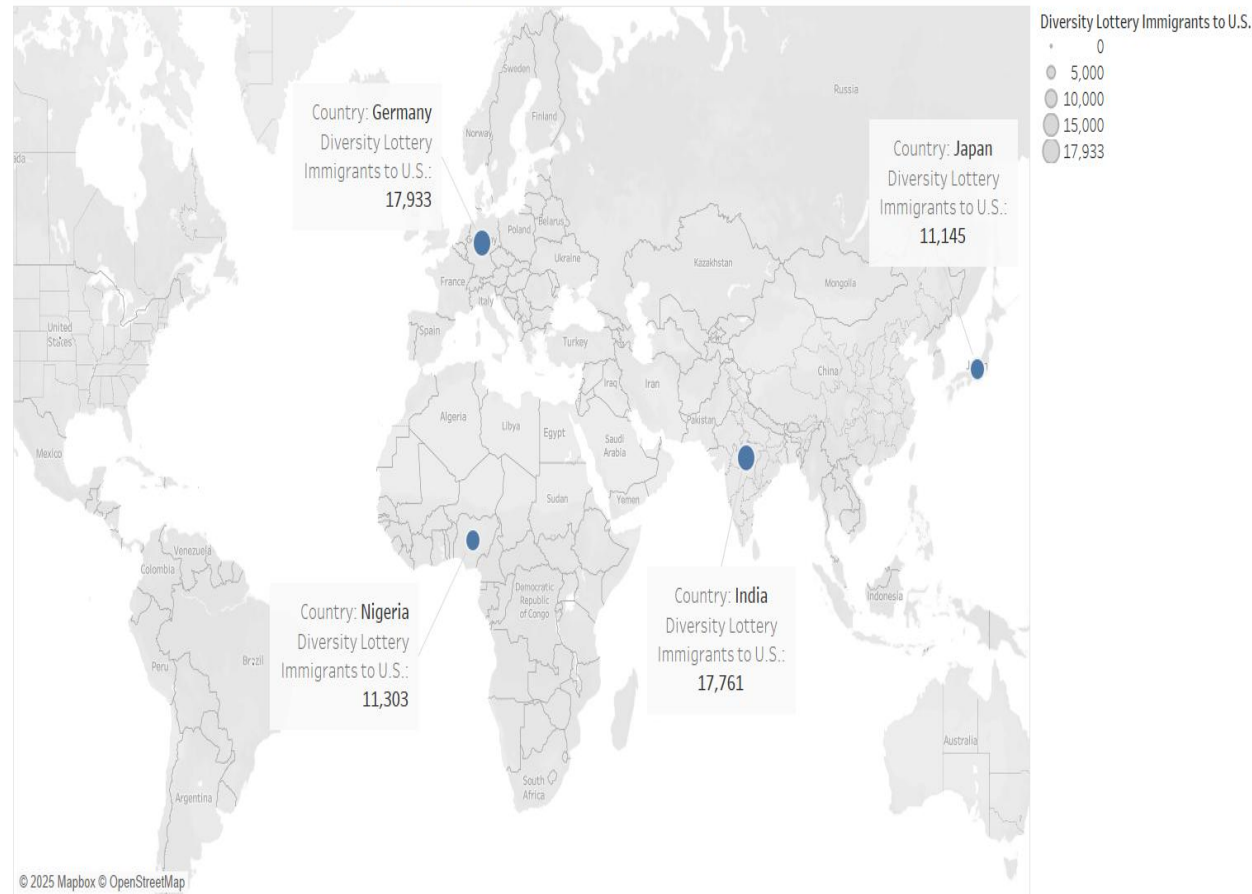 Diversity Lottery Immigrants to U.S.
0
5,000
10,000
15,000
17,933
Country: Germany
Diversity Lottery
Immigrants to U.S.:
17,933
Country: Japan
Diversity Lottery
Immigrants to U.S.:
11,145
Country: Nigeria
Diversity Lottery
Immigrants to U.S.:
11,303
Country: India
Diversity Lottery
Immigrants to U.S.:
17,761
Sweden
Finland
Norway
Russia
Poland
Belarus
Ukraine
France
Italy
Spain
Turkey
Kazakhstan
Mongolia
China
United
States
Mexico
Algeria
Libya
Egypt
Iraq
Iran
Pakistan
Saudi
Arabia
Sudan
Yemen
Venezuela
Colombia
Democratic
Republic
of Congo
Indonesia
Peru
Brazil
Australia
South
Africa
Argentina
© 2025 Mapbox © OpenStreetMap